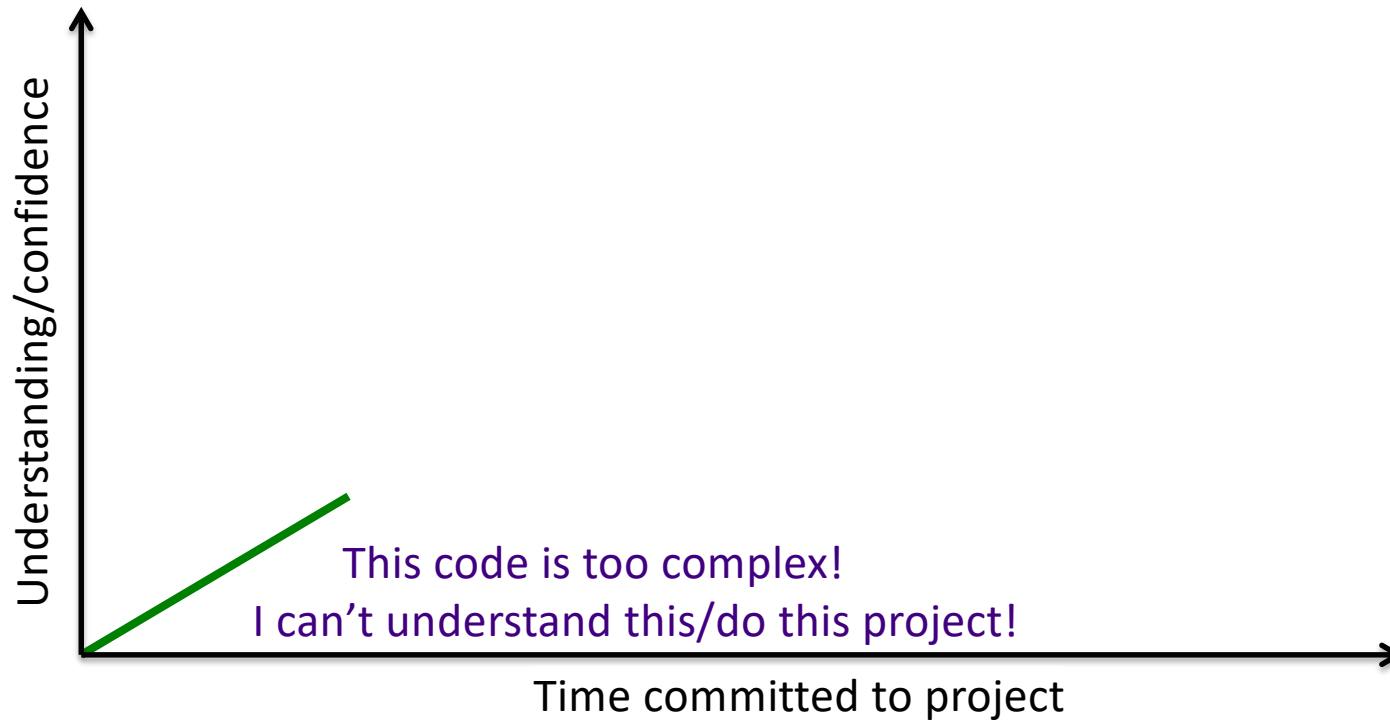 Understanding/confidence
This code is too complex!
I can’t understand this/do this project!
Time committed to project